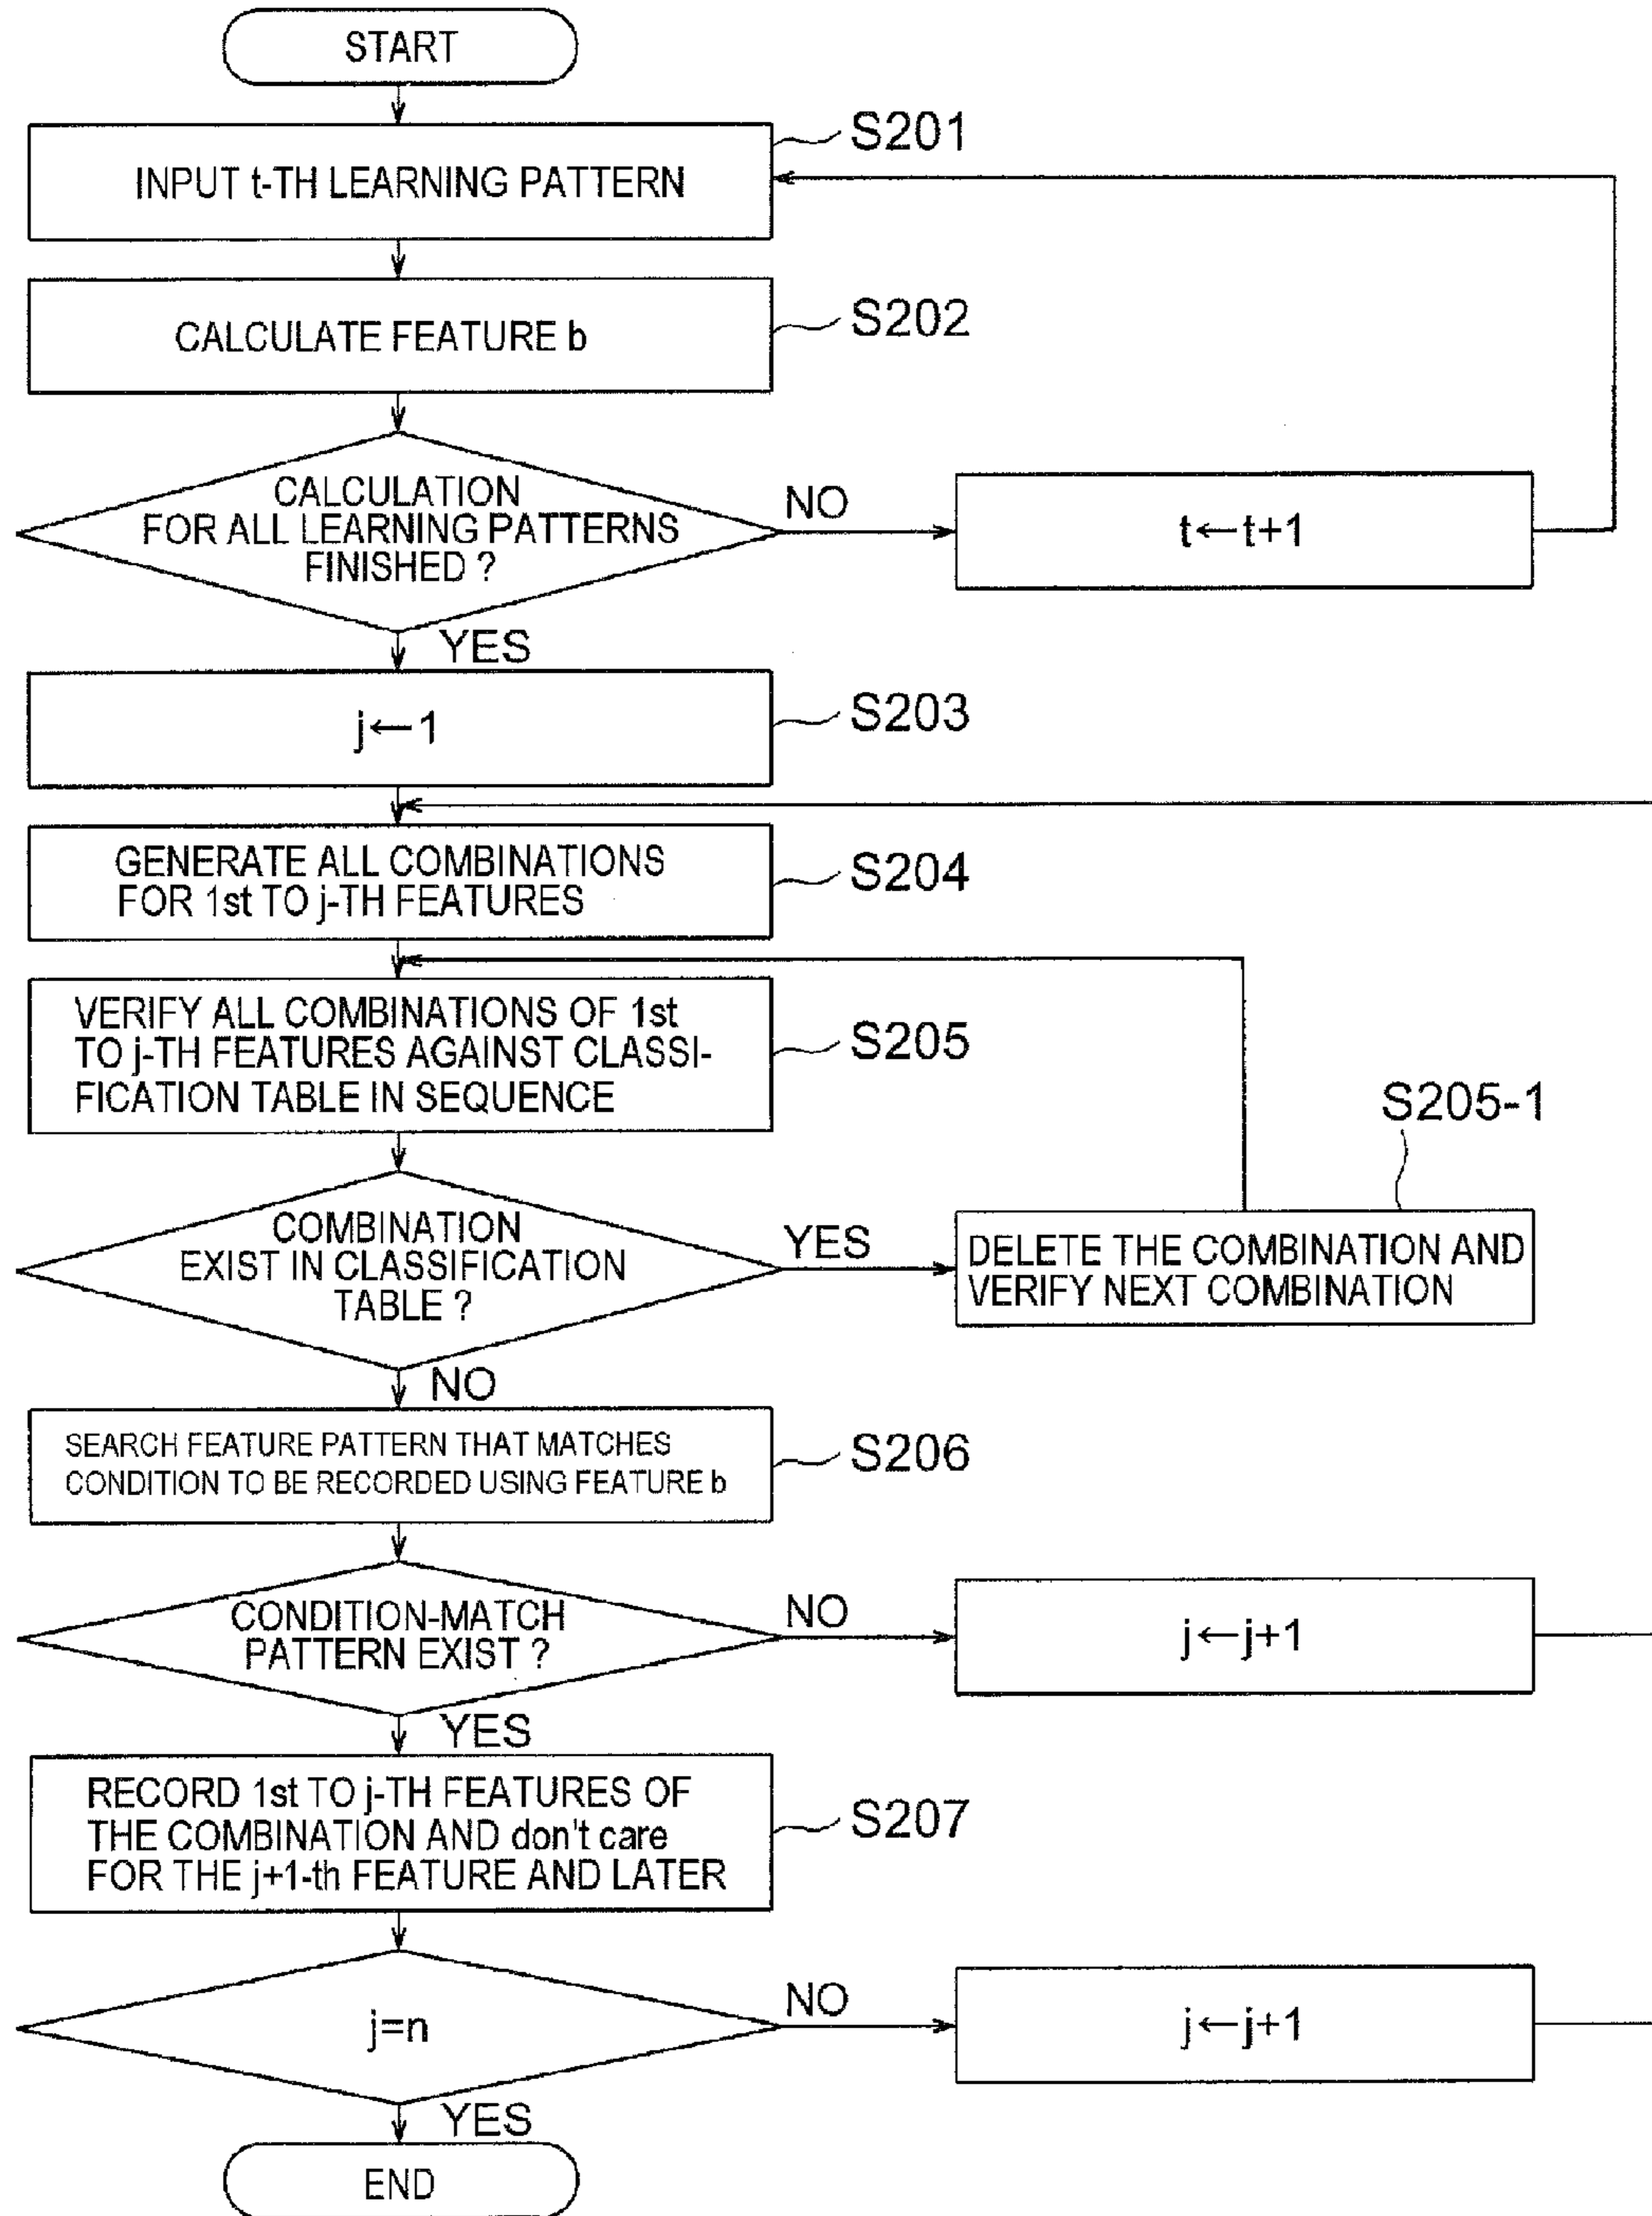 START
S201
INPUT t-TH LEARNING PATTERN
S202
CALCULATE FEATURE b
CALCULATION
FOR ALL LEARNING PATTERNS
FINISHED ?
NO
t←t+1
YES
S203
j←1
S204
GENERATE ALL COMBINATIONS
FOR 1st TO j-TH FEATURES
S205
VERIFY ALL COMBINATIONS OF 1st
TO j-TH FEATURES AGAINST CLASSI-
FICATION TABLE IN SEQUENCE
S205-1
COMBINATION
EXIST IN CLASSIFICATION
TABLE ?
YES
DELETE THE COMBINATION AND
VERIFY NEXT COMBINATION
NO
S206
SEARCH FEATURE PATTERN THAT MATCHES
CONDITION TO BE RECORDED USING FEATURE b
CONDITION-MATCH
PATTERN EXIST ?
NO
j←j+1
YES
S207
RECORD 1st TO j-TH FEATURES OF
THE COMBINATION AND don't care
FOR THE j+1-th FEATURE AND LATER
j=n
NO
j←j+1
YES
END